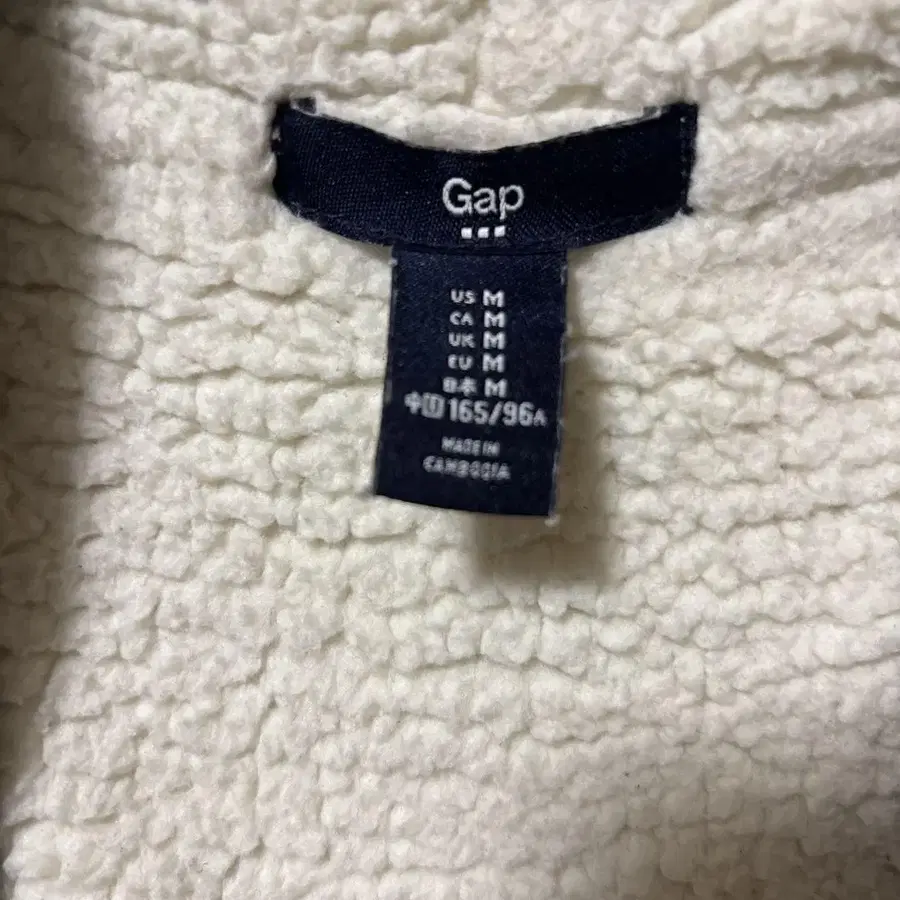 Gap
US M
CA M
UK M
EU M
日本 M
中国 165/96A
MADE IN
CAMBODIA